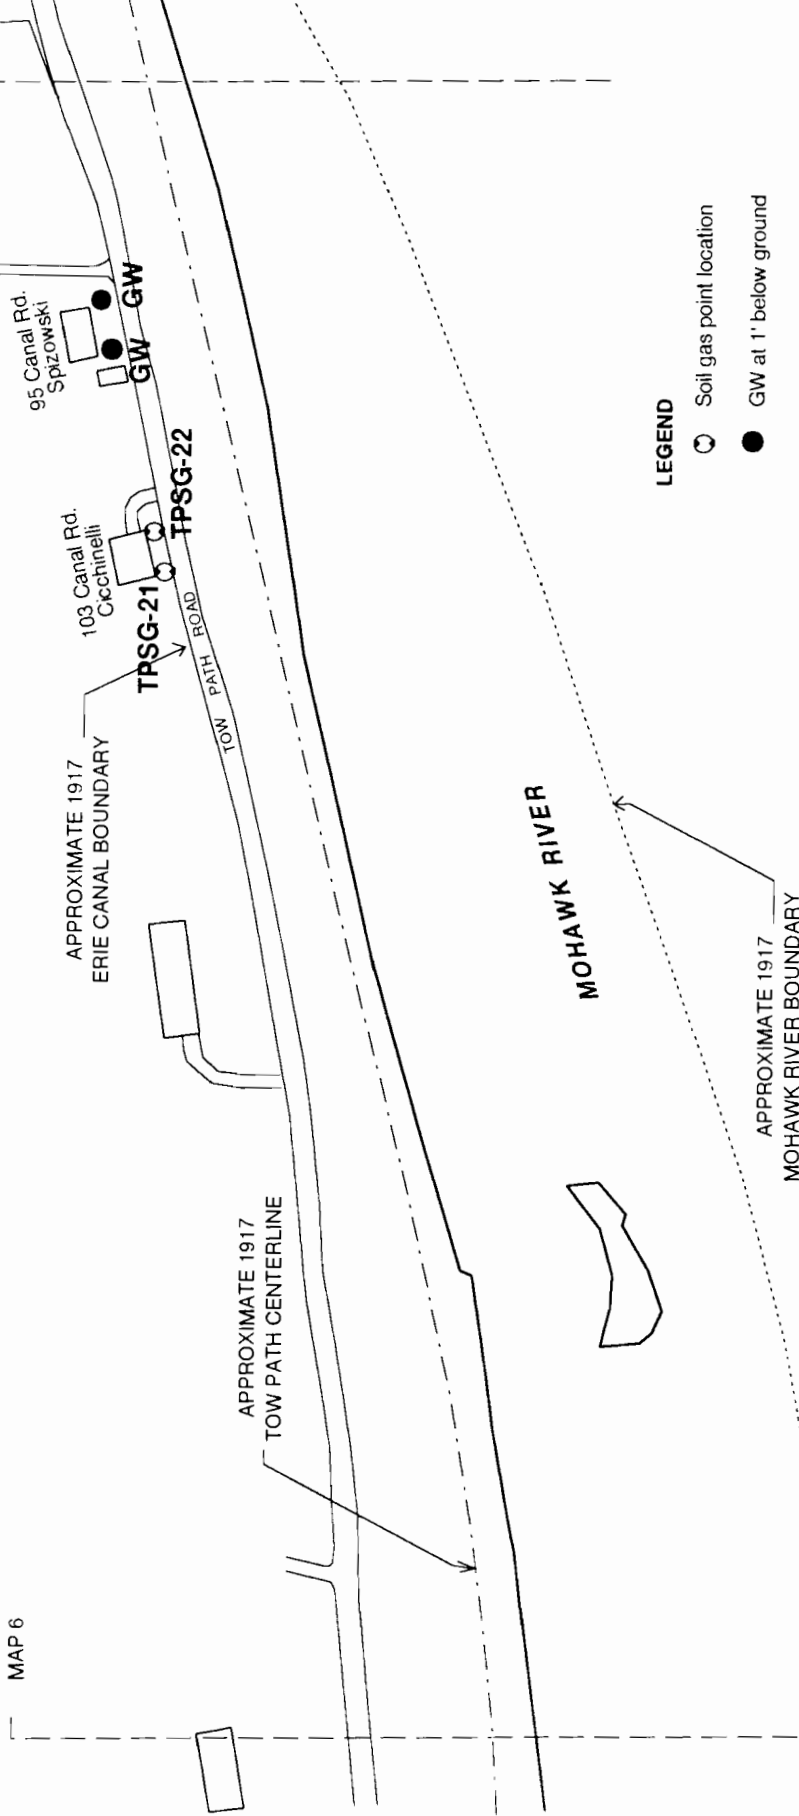 MAP 6
APPROXIMATE 1917
TOW PATH CENTERLINE
APPROXIMATE 1917
ERIE CANAL BOUNDARY
103 Canal Rd.
Cicchinelli
TPSG-21
TPSG-22
95 Canal Rd.
Spizowski
GW
GW
TOW PATH ROAD
MOHAWK RIVER
APPROXIMATE 1917
MOHAWK RIVER BOUNDARY
LEGEND
Soil gas point location
GW at 1' below ground